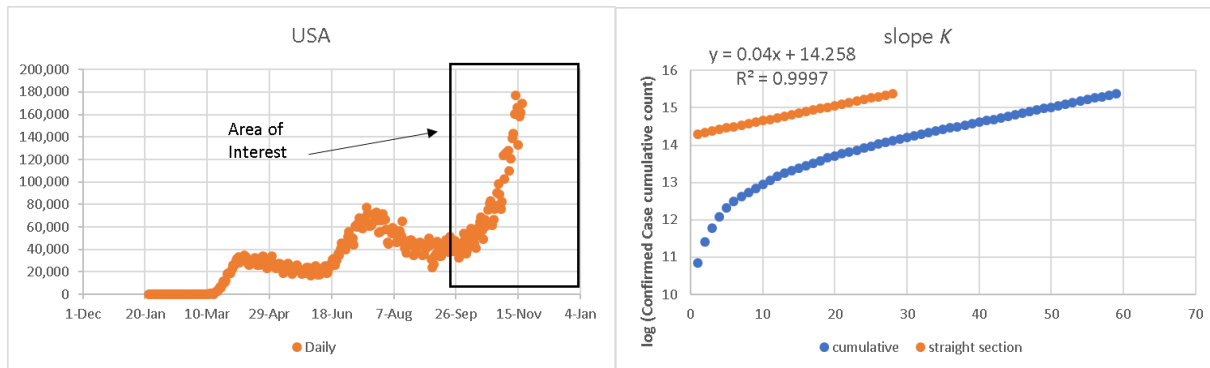 USA
200,000
180,000
160,000
140,000
120,000
100,000
80,000
60,000
40,000
20,000
0
Area of
Interest
1-Dec 20-Jan 10-Mar 29-Apr 18-Jun 7-Aug 26-Sep 15-Nov 4-Jan
Daily
slope K
y = 0.04x + 14.258
R² = 0.9997
log (Confirmed Case cumulative count)
16
15
14
13
12
11
10
0 10 20 30 40 50 60 70
cumulative straight section